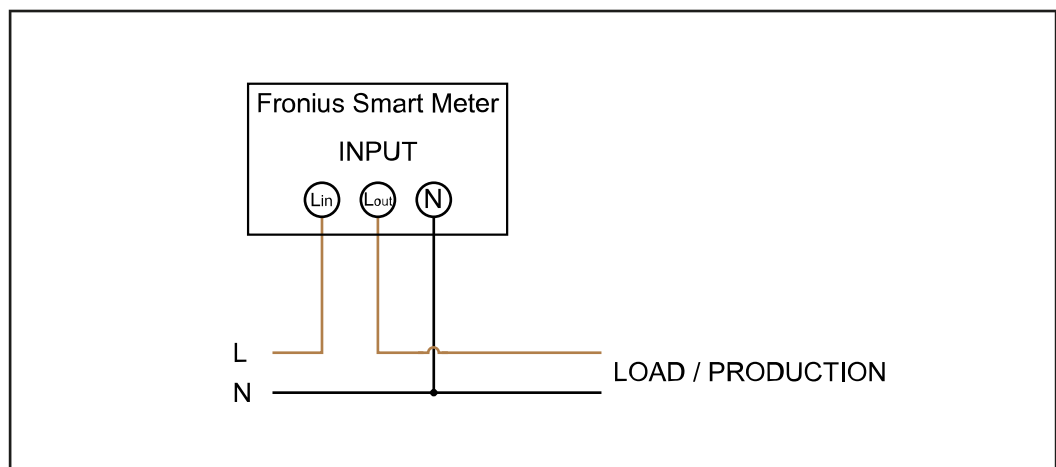 Fronius Smart Meter
INPUT
Lin Lout N
L
N
LOAD / PRODUCTION